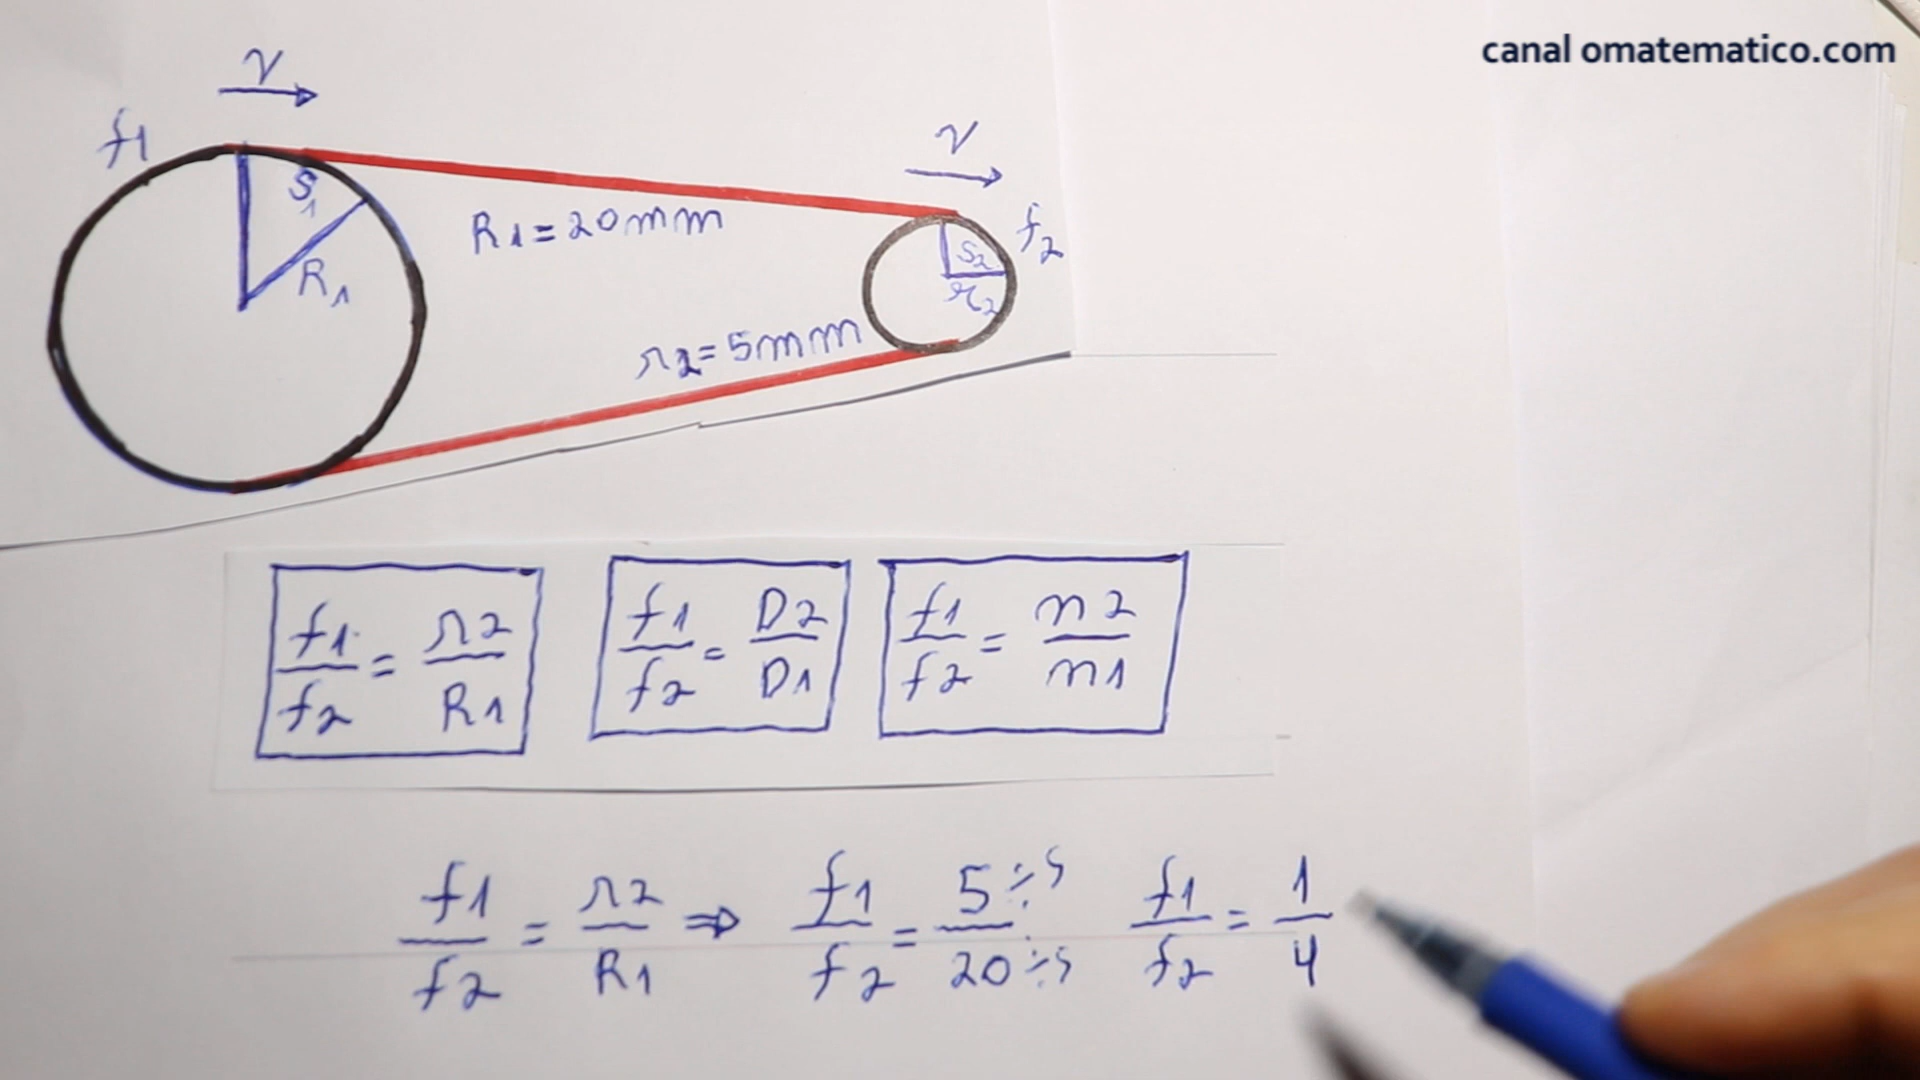 canal omatematico.com
v
f1
v
S1
R1 = 20mm
f2
S2
R1
r2
r2 = 5mm
f1/f2 = r2/R1
f1/f2 = D2/D1
f1/f2 = n2/n1
f1/f2 = r2/R1 ⇒ f1/f2 = 5÷5/20÷5 f1/f2 = 1/4